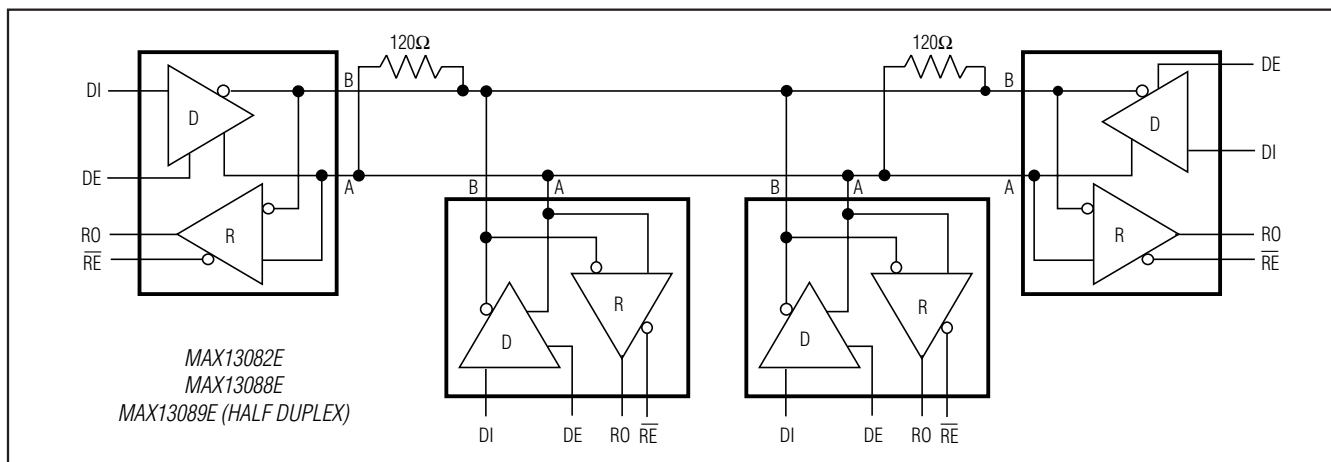 120Ω
120Ω
DI
D
DE
RO
R
RE
B
A
B
A
DE
D
DI
R
RO
RE
B
A
D
R
DI
DE
RO
RE
B
A
D
R
DI
DE
RO
RE
MAX13082E
MAX13088E
MAX13089E (HALF DUPLEX)